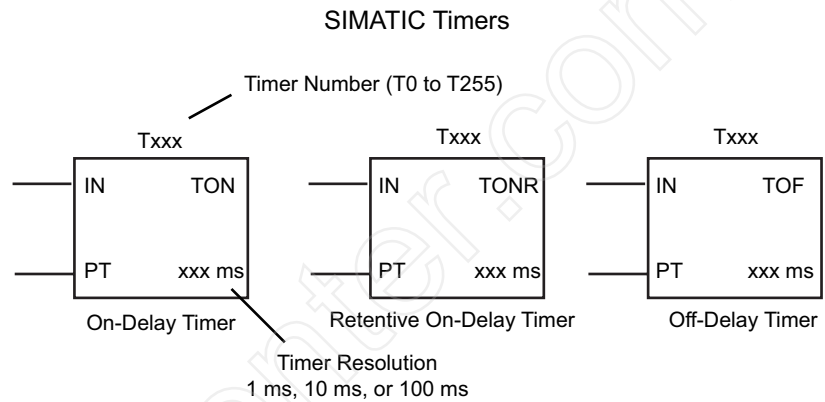 SIMATIC Timers
Timer Number (T0 to T255)
Txxx
IN TON
PT xxx ms
On-Delay Timer
Timer Resolution
1 ms, 10 ms, or 100 ms
Txxx
IN TONR
PT xxx ms
Retentive On-Delay Timer
Txxx
IN TOF
PT xxx ms
Off-Delay Timer